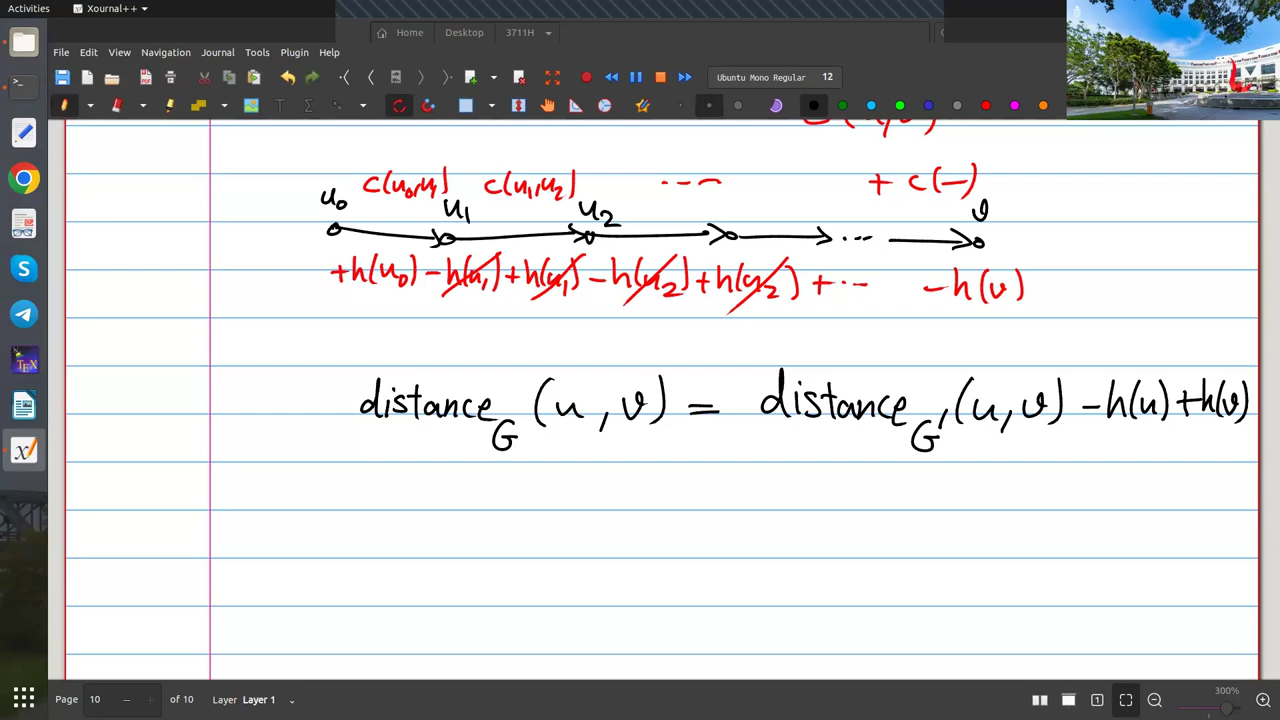 Activities Xournal++
Home Desktop 3711H
File Edit View Navigation Journal Tools Plugin Help
Ubuntu Mono Regular 12
c(u₀,u₁) c(u₁,u₂) --- + c(—)
u₀ u₁ u₂ v
...
+h(u₀) -h(u₁) +h(u₁) -h(u₂) +h(u₂) +... -h(v)
distance_G (u, v) = distance_G' (u, v) -h(u)+h(v)
Page 10 of 10 Layer Layer 1 300%